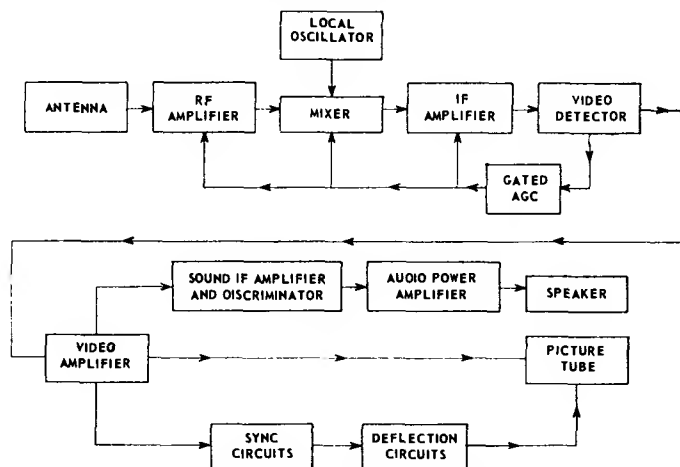 LOCAL
OSCILLATOR
ANTENNA
RF
AMPLIFIER
MIXER
IF
AMPLIFIER
VIDEO
DETECTOR
GATED
AGC
SOUND IF AMPLIFIER
AND DISCRIMINATOR
AUDIO POWER
AMPLIFIER
SPEAKER
VIDEO
AMPLIFIER
PICTURE
TUBE
SYNC
CIRCUITS
DEFLECTION
CIRCUITS